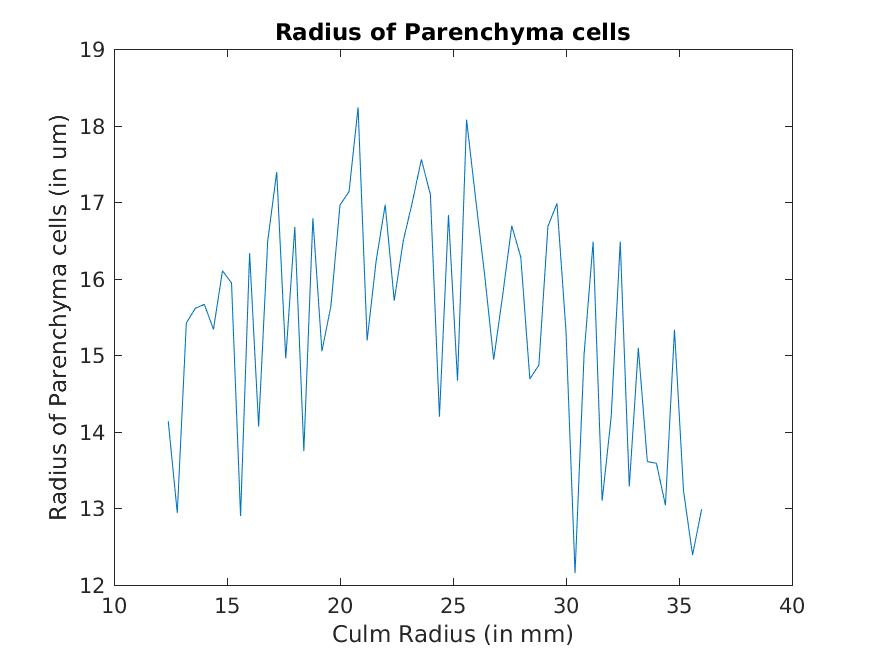 Radius of Parenchyma cells
19
18
17
16
15
14
13
12
Radius of Parenchyma cells (in um)
10 15 20 25 30 35 40
Culm Radius (in mm)